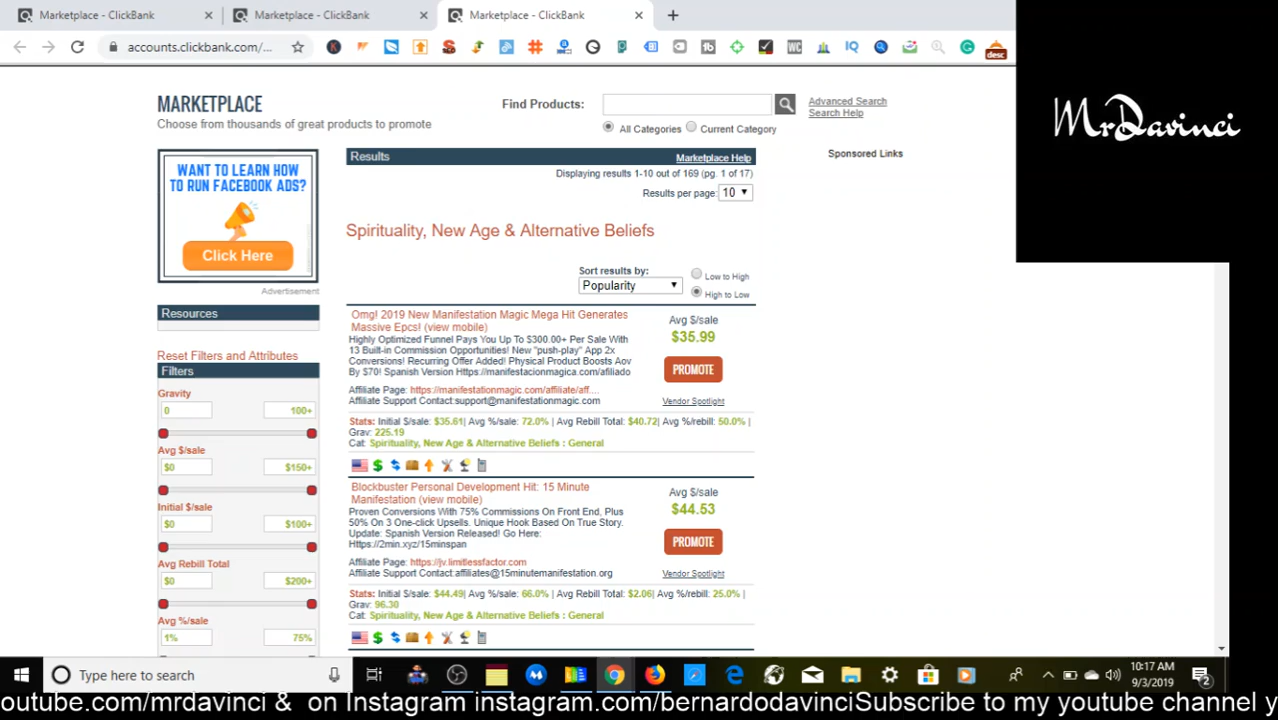 Marketplace - ClickBank
Marketplace - ClickBank
Marketplace - ClickBank
accounts.clickbank.com/...
desc
MrDavinci
MARKETPLACE
Choose from thousands of great products to promote
Find Products:
Advanced Search
Search Help
All Categories Current Category
WANT TO LEARN HOW
TO RUN FACEBOOK ADS?
Click Here
Advertisement
Resources
Reset Filters and Attributes
Filters
Gravity
0 100+
Avg $/sale
$0 $150+
Initial $/sale
$0 $100+
Avg Rebill Total
$0 $200+
Avg %/sale
1% 75%
Results Marketplace Help
Displaying results 1-10 out of 169 (pg. 1 of 17)
Results per page: 10
Spirituality, New Age & Alternative Beliefs
Sort results by:
Popularity
Low to High
High to Low
Omg! 2019 New Manifestation Magic Mega Hit Generates
Massive Epcs! (view mobile)
Highly Optimized Funnel Pays You Up To $300.00+ Per Sale With
13 Built-in Commission Opportunities! New "push-play" App 2x
Conversions! Recurring Offer Added! Physical Product Boosts Aov
By $70! Spanish Version Https://manifestacionmagica.com/afiliado
Affiliate Page: https://manifestationmagic.com/affiliate/aff....
Affiliate Support Contact:support@manifestationmagic.com
Avg $/sale
$35.99
PROMOTE
Vendor Spotlight
Stats: Initial $/sale: $35.61| Avg %/sale: 72.0% | Avg Rebill Total: $40.72| Avg %/rebill: 50.0% |
Grav: 225.19
Cat: Spirituality, New Age & Alternative Beliefs : General
Blockbuster Personal Development Hit: 15 Minute
Manifestation (view mobile)
Proven Conversions With 75% Commissions On Front End, Plus
50% On 3 One-click Upsells. Unique Hook Based On True Story.
Update: Spanish Version Released! Go Here:
Https://2min.xyz/15minspan
Affiliate Page: https://jv.limitlessfactor.com
Affiliate Support Contact:affiliates@15minutemanifestation.org
Avg $/sale
$44.53
PROMOTE
Vendor Spotlight
Stats: Initial $/sale: $44.49| Avg %/sale: 66.0% | Avg Rebill Total: $2.06| Avg %/rebill: 25.0% |
Grav: 96.30
Cat: Spirituality, New Age & Alternative Beliefs : General
Sponsored Links
Type here to search
10:17 AM
9/3/2019
2
outube.com/mrdavinci & on Instagram instagram.com/bernardodavinciSubscribe to my youtube channel y